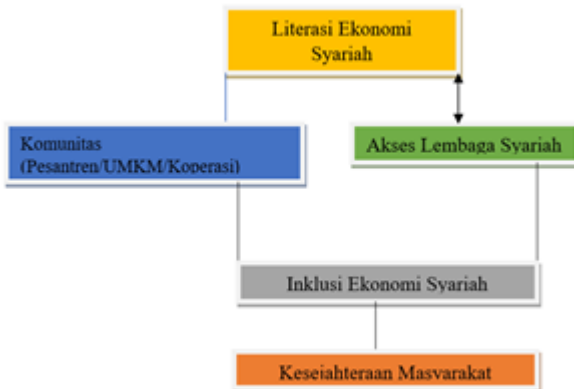 Literasi Ekonomi
Syariah
Komunitas
(Pesantren/UMKM/Koperasi)
Akses Lembaga Syariah
Inklusi Ekonomi Syariah
Kesejahteraan Masyarakat